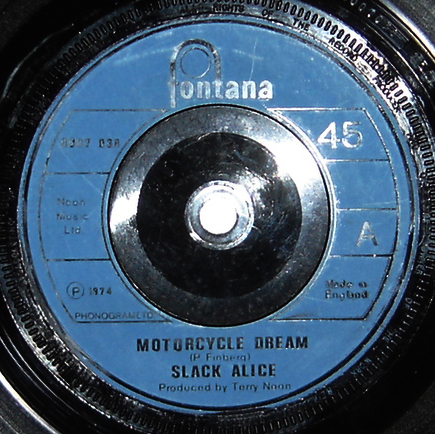 fontana
45
Noon
Music
Ltd.
A
℗ 1974
Made in
England
PHONOGRAM LTD
MOTORCYCLE DREAM
(P. Finberg)
SLACK ALICE
Produced by Terry Noon